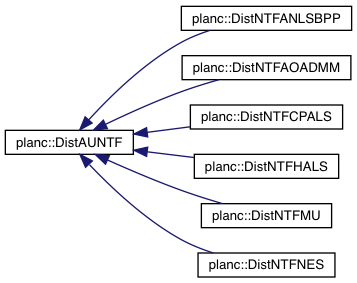 planc::DistNTFANLSBPP
planc::DistNTFAOADMM
planc::DistNTFCPALS
planc::DistAUNTF
planc::DistNTFHALS
planc::DistNTFMU
planc::DistNTFNES